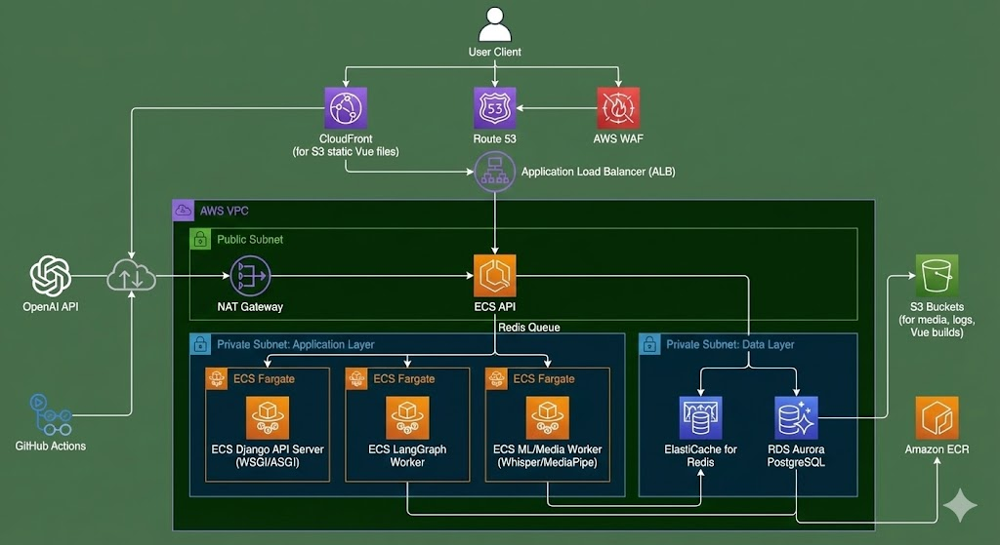 User Client
CloudFront
(for S3 static Vue files)
53
Route 53
AWS WAF
Application Load Balancer (ALB)
AWS VPC
Public Subnet
OpenAI API
NAT Gateway
ECS API
S3 Buckets
(for media, logs,
Vue builds)
Redis Queue
Private Subnet: Application Layer
Private Subnet: Data Layer
ECS Fargate
ECS Fargate
ECS Fargate
GitHub Actions
ECS Django API Server
(WSGI/ASGI)
ECS LangGraph
Worker
ECS ML/Media Worker
(Whisper/MediaPipe)
ElastiCache for
Redis
RDS Aurora
PostgreSQL
Amazon ECR